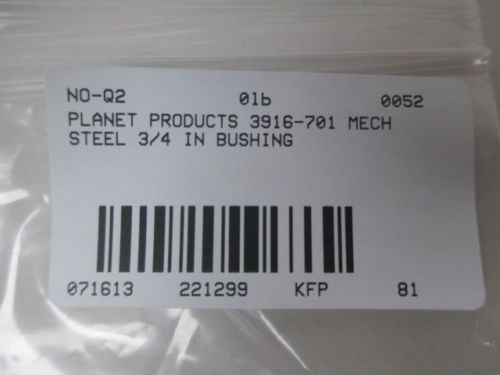 NO-Q2 01b 0052
PLANET PRODUCTS 3916-701 MECH
STEEL 3/4 IN BUSHING
071613 221299 KFP 81